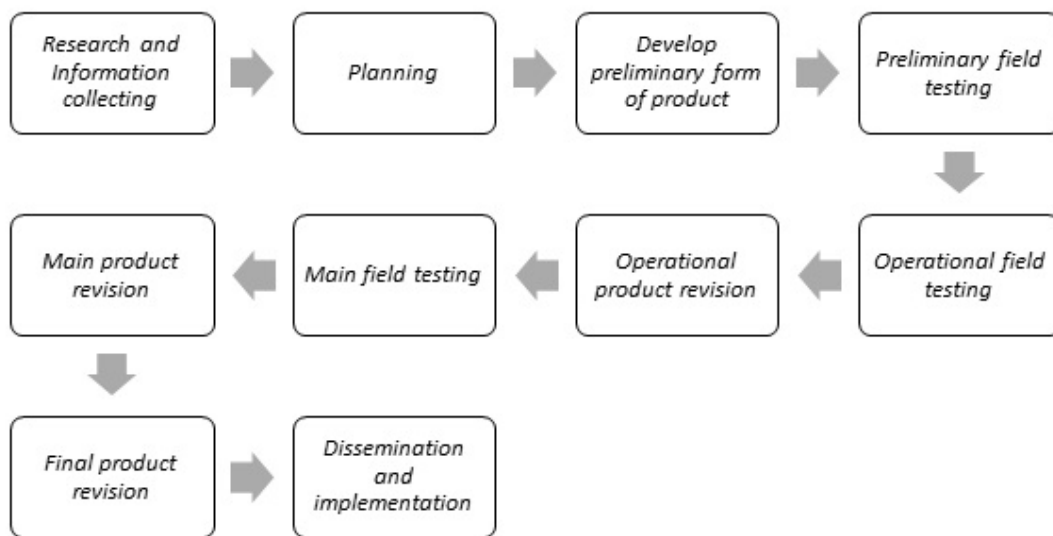 Research and
Information
collecting
Planning
Develop
preliminary form
of product
Preliminary field
testing
Operational field
testing
Operational
product revision
Main field testing
Main product
revision
Final product
revision
Dissemination
and
implementation